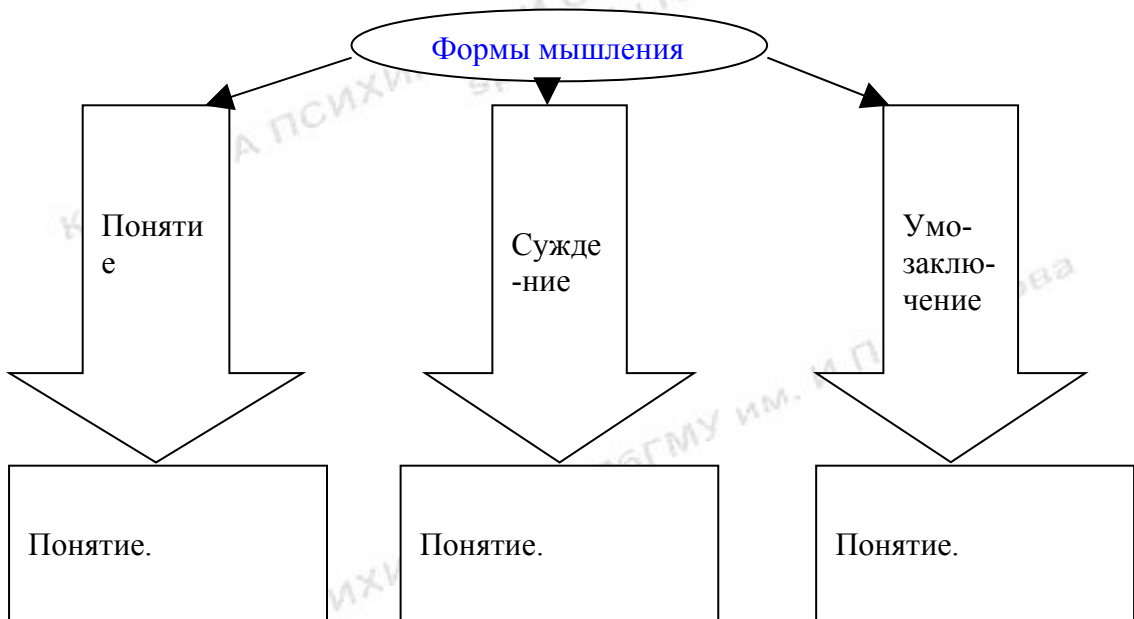 Формы мышления
Поняти
е
Сужде
-ние
Умо-
заклю-
чение
Понятие.
Понятие.
Понятие.